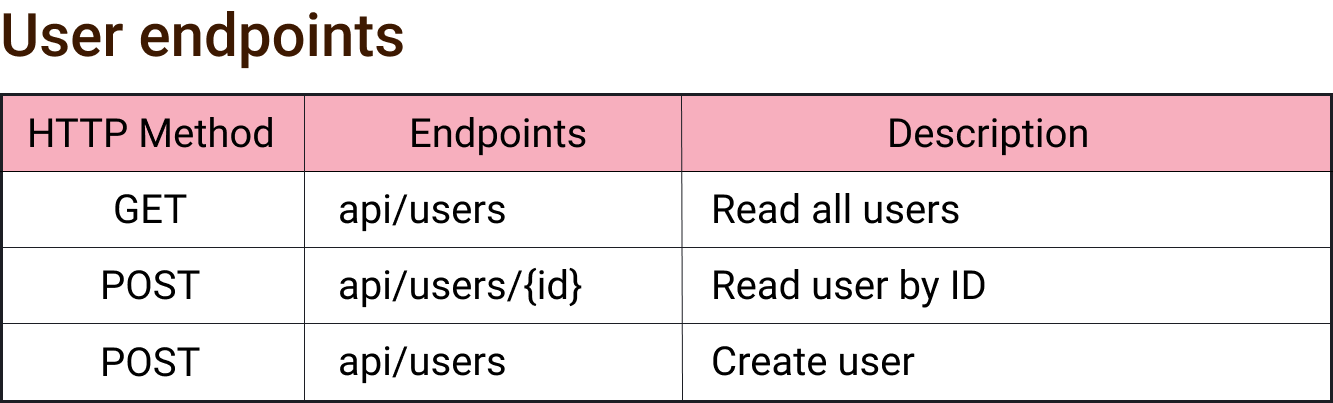 User endpoints
HTTP Method Endpoints Description
GET api/users Read all users
POST api/users/{id} Read user by ID
POST api/users Create user